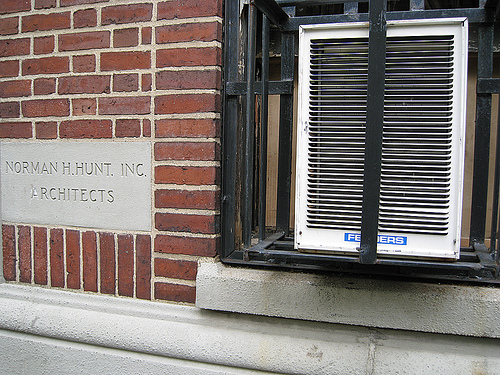 NORMAN H. HUNT, INC.
ARCHITECTS